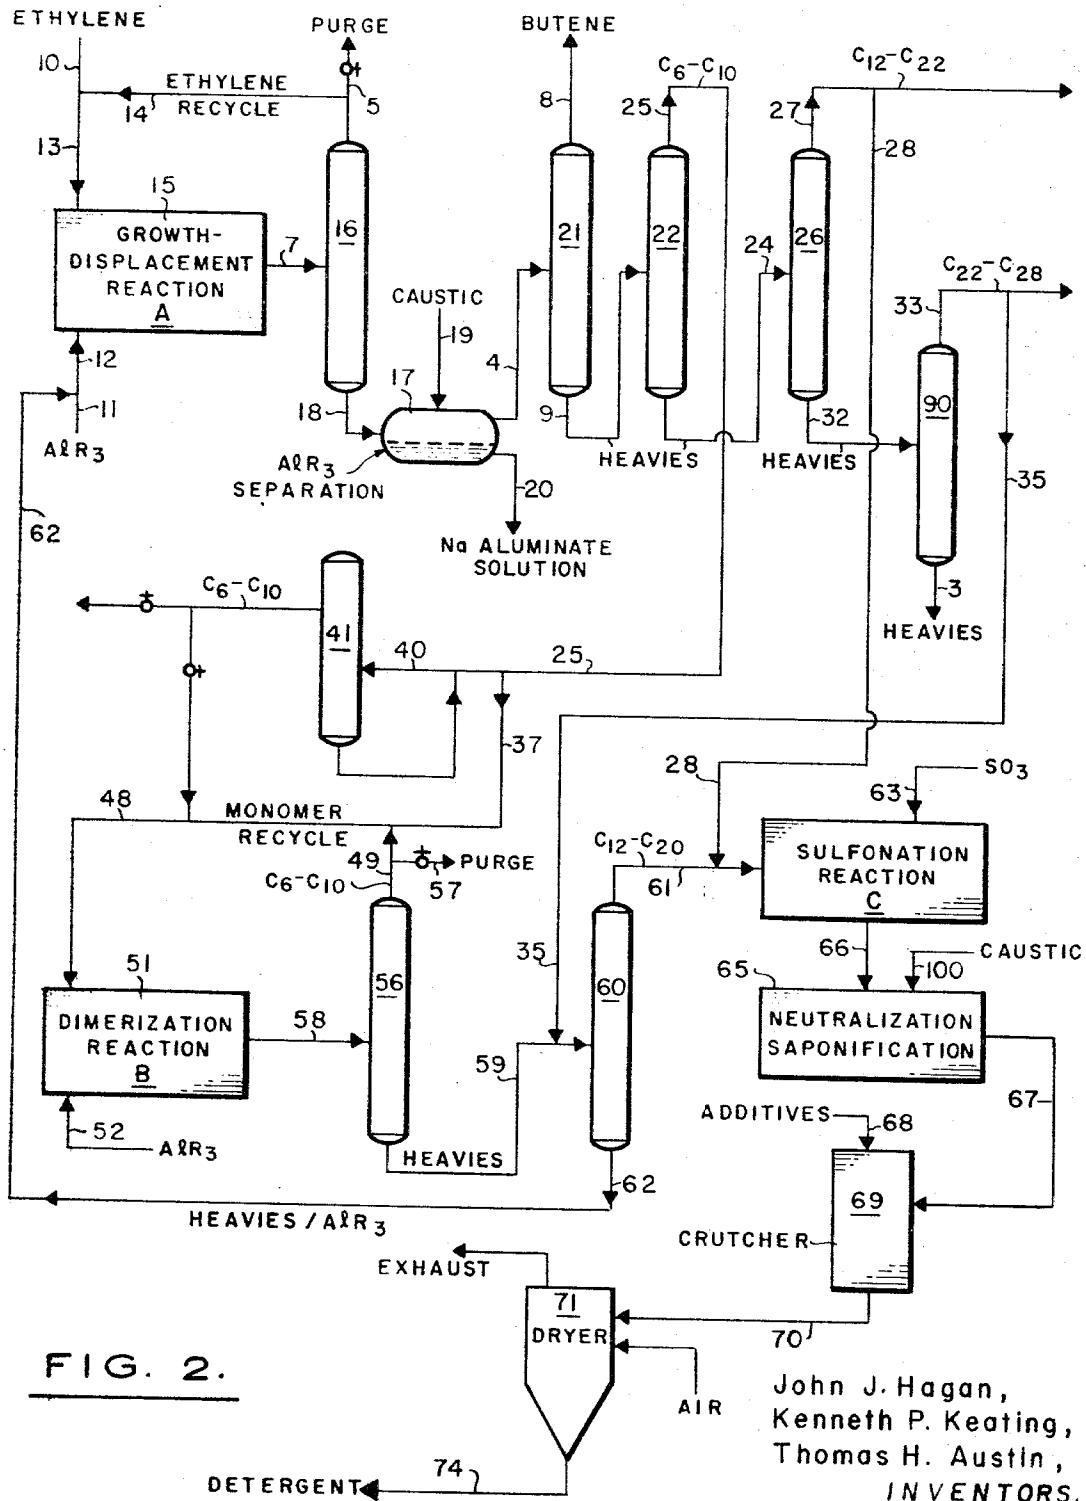 ETHYLENE
PURGE
BUTENE
10
ETHYLENE
RECYCLE
14
5
8
C6-C10
25
C12-C22
27
28
13
15
GROWTH-
DISPLACEMENT
REACTION
A
7
16
21
22
26
24
C22-C28
33
CAUSTIC
19
4
12
11
AlR3
18
17
9
HEAVIES
32
HEAVIES
90
35
AlR3
SEPARATION
20
62
Na ALUMINATE
SOLUTION
3
HEAVIES
C6-C10
41
40
25
37
28
63
SO3
48
MONOMER
RECYCLE
49
PURGE
57
C6-C10
C12-C20
61
SULFONATION
REACTION
C
66
CAUSTIC
100
51
DIMERIZATION
REACTION
B
58
56
35
60
65
NEUTRALIZATION
SAPONIFICATION
59
67
52
AlR3
HEAVIES
62
ADDITIVES
68
69
HEAVIES/AlR3
CRUTCHER
EXHAUST
71
DRYER
70
AIR
FIG. 2.
John J. Hagan,
Kenneth P. Keating,
Thomas H. Austin,
INVENTORS.
DETERGENT
74